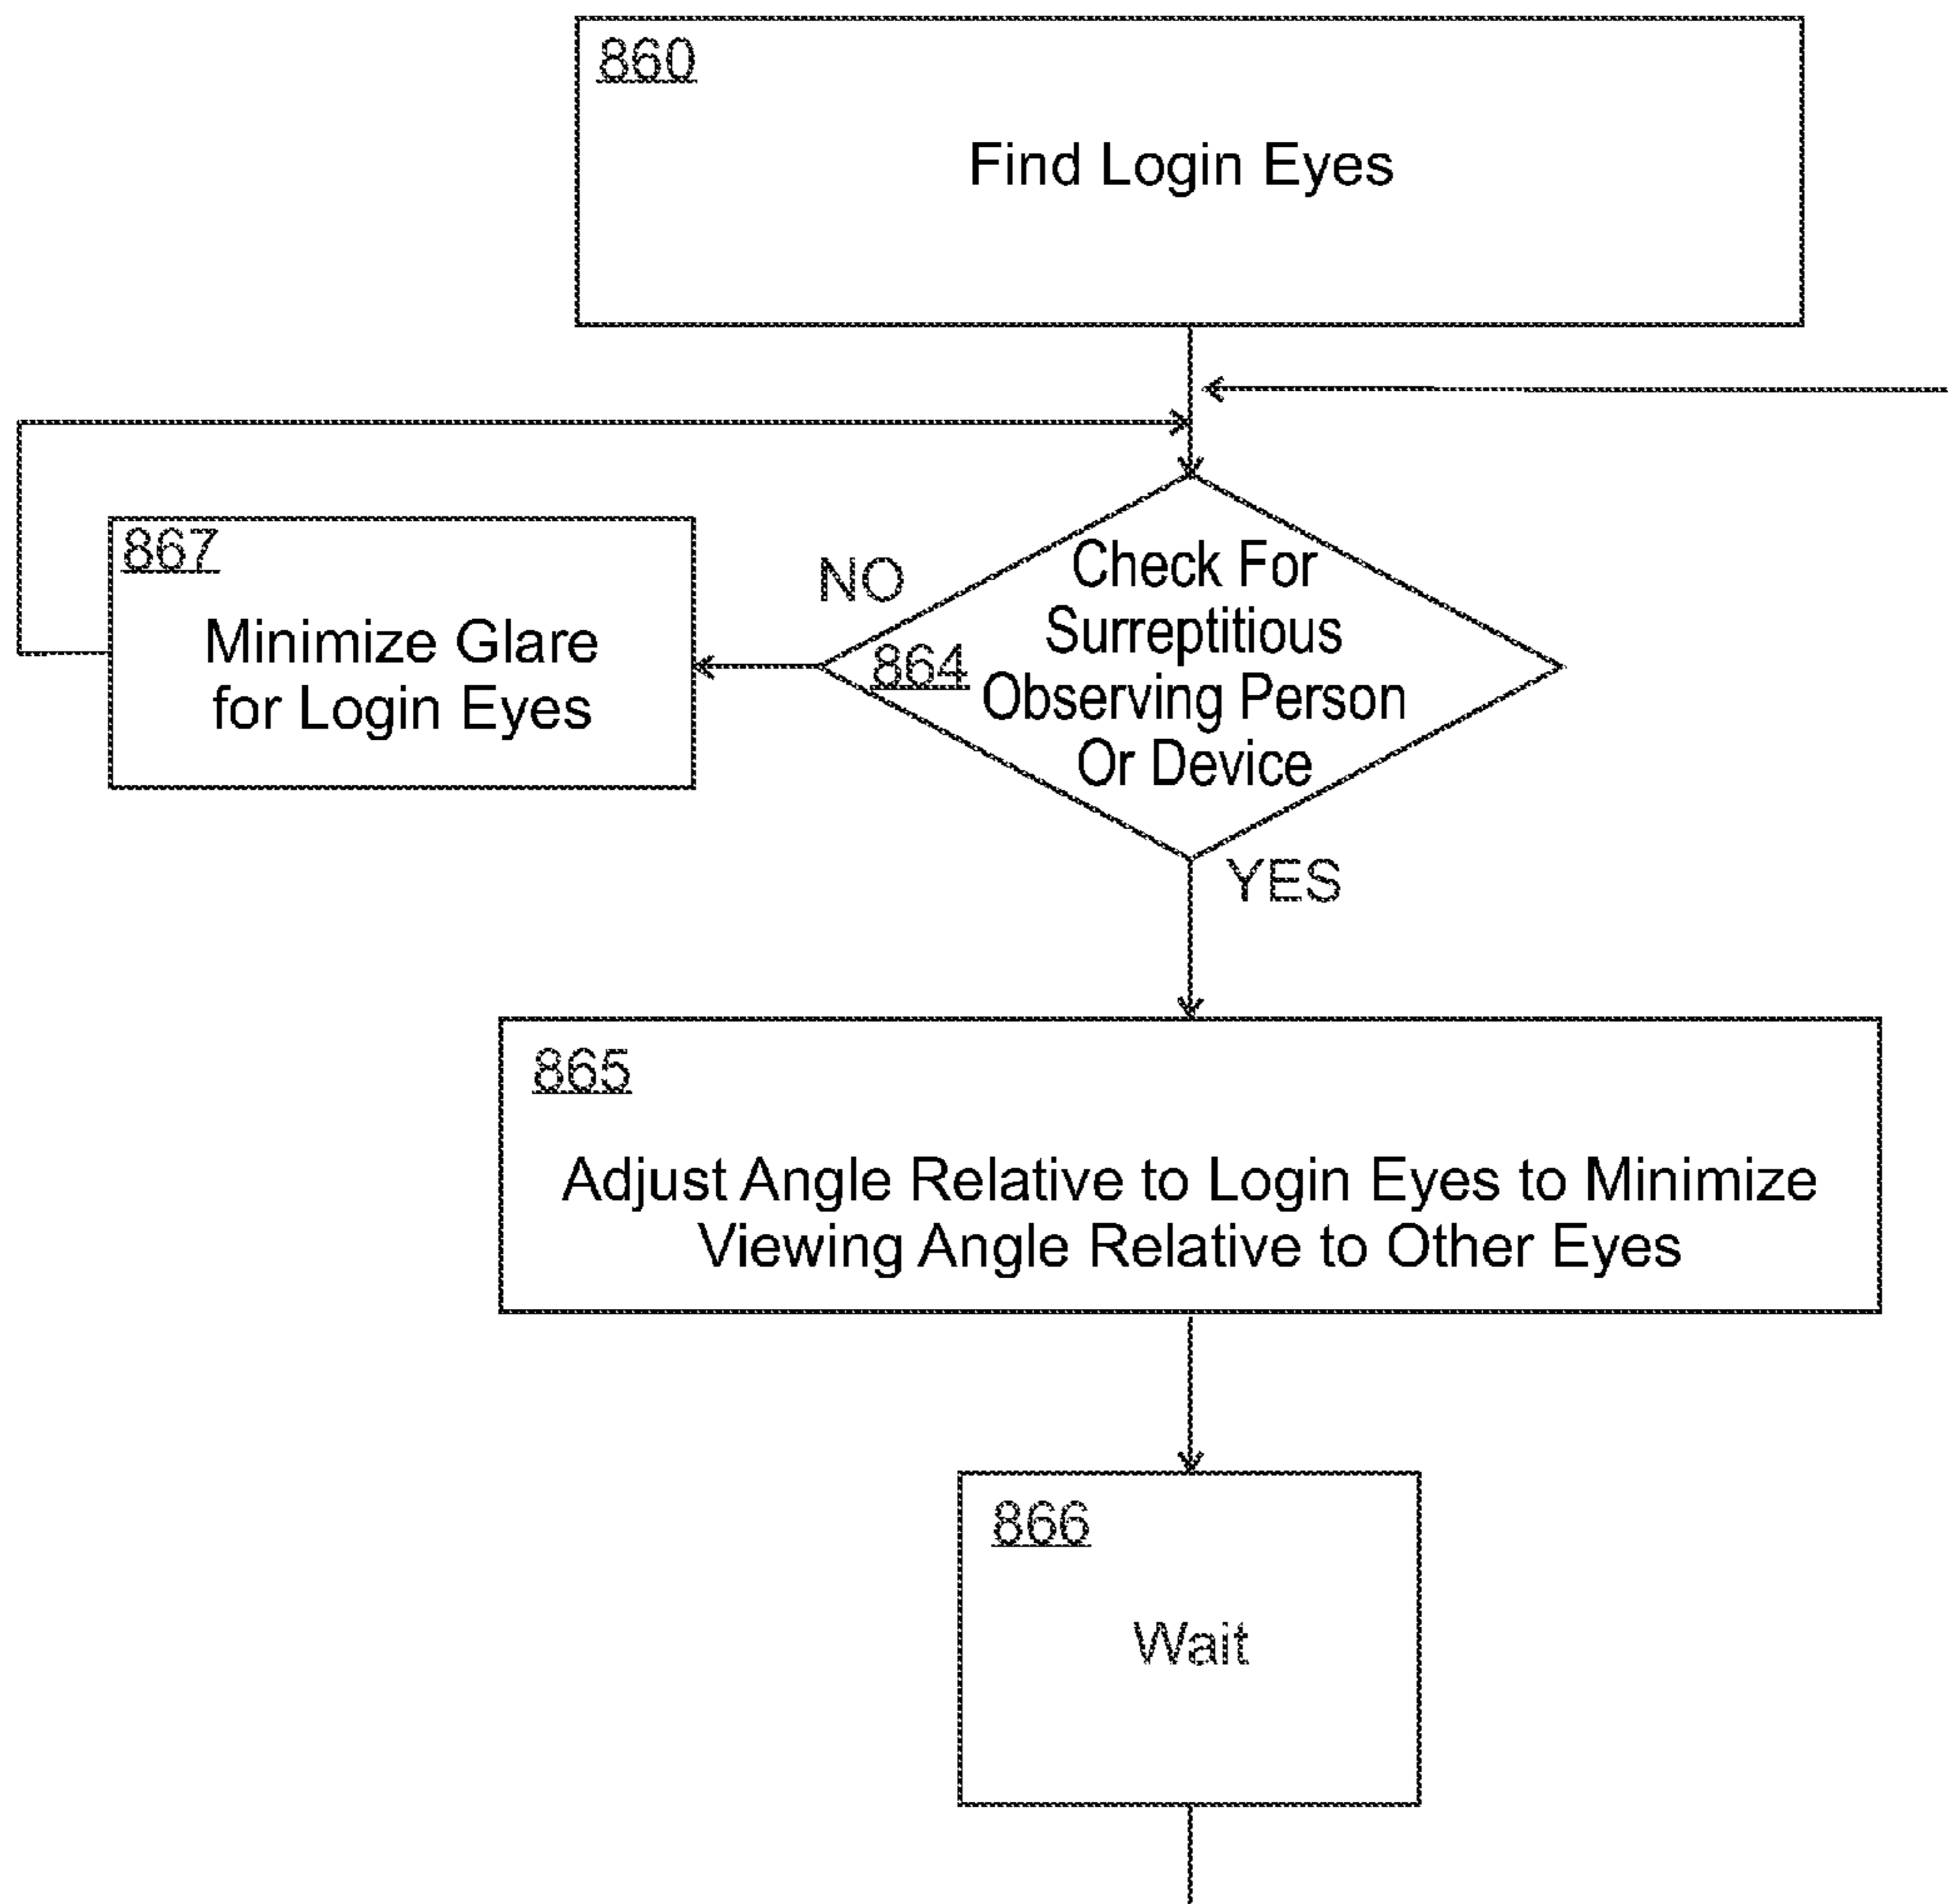 860
Find Login Eyes
867
Minimize Glare
for Login Eyes
NO
864
Check For
Surreptitious
Observing Person
Or Device
YES
865
Adjust Angle Relative to Login Eyes to Minimize
Viewing Angle Relative to Other Eyes
866
Wait